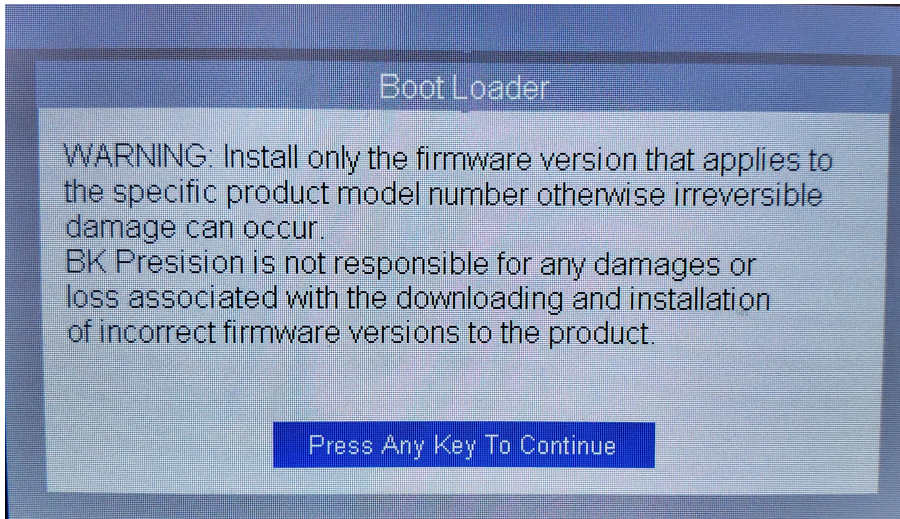 Boot Loader
WARNING: Install only the firmware version that applies to
the specific product model number otherwise irreversible
damage can occur.
BK Presision is not responsible for any damages or
loss associated with the downloading and installation
of incorrect firmware versions to the product.
Press Any Key To Continue